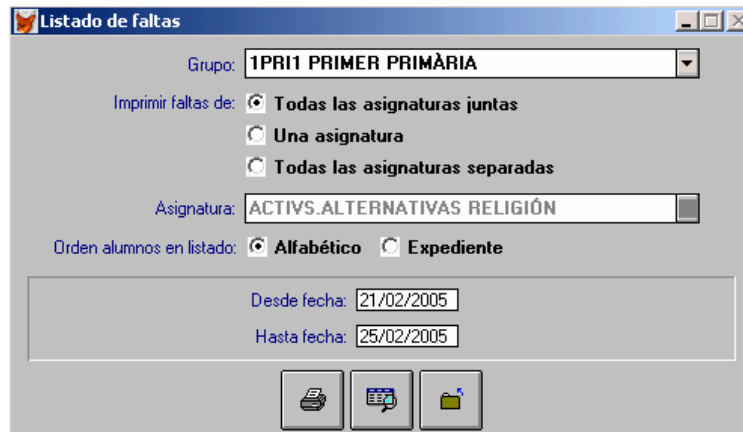 Listado de faltas
Grupo: 1PRI1 PRIMER PRIMÀRIA
Imprimir faltas de: Todas las asignaturas juntas
Una asignatura
Todas las asignaturas separadas
Asignatura: ACTIVS.ALTERNATIVAS RELIGIÓN
Orden alumnos en listado: Alfabético Expediente
Desde fecha: 21/02/2005
Hasta fecha: 25/02/2005